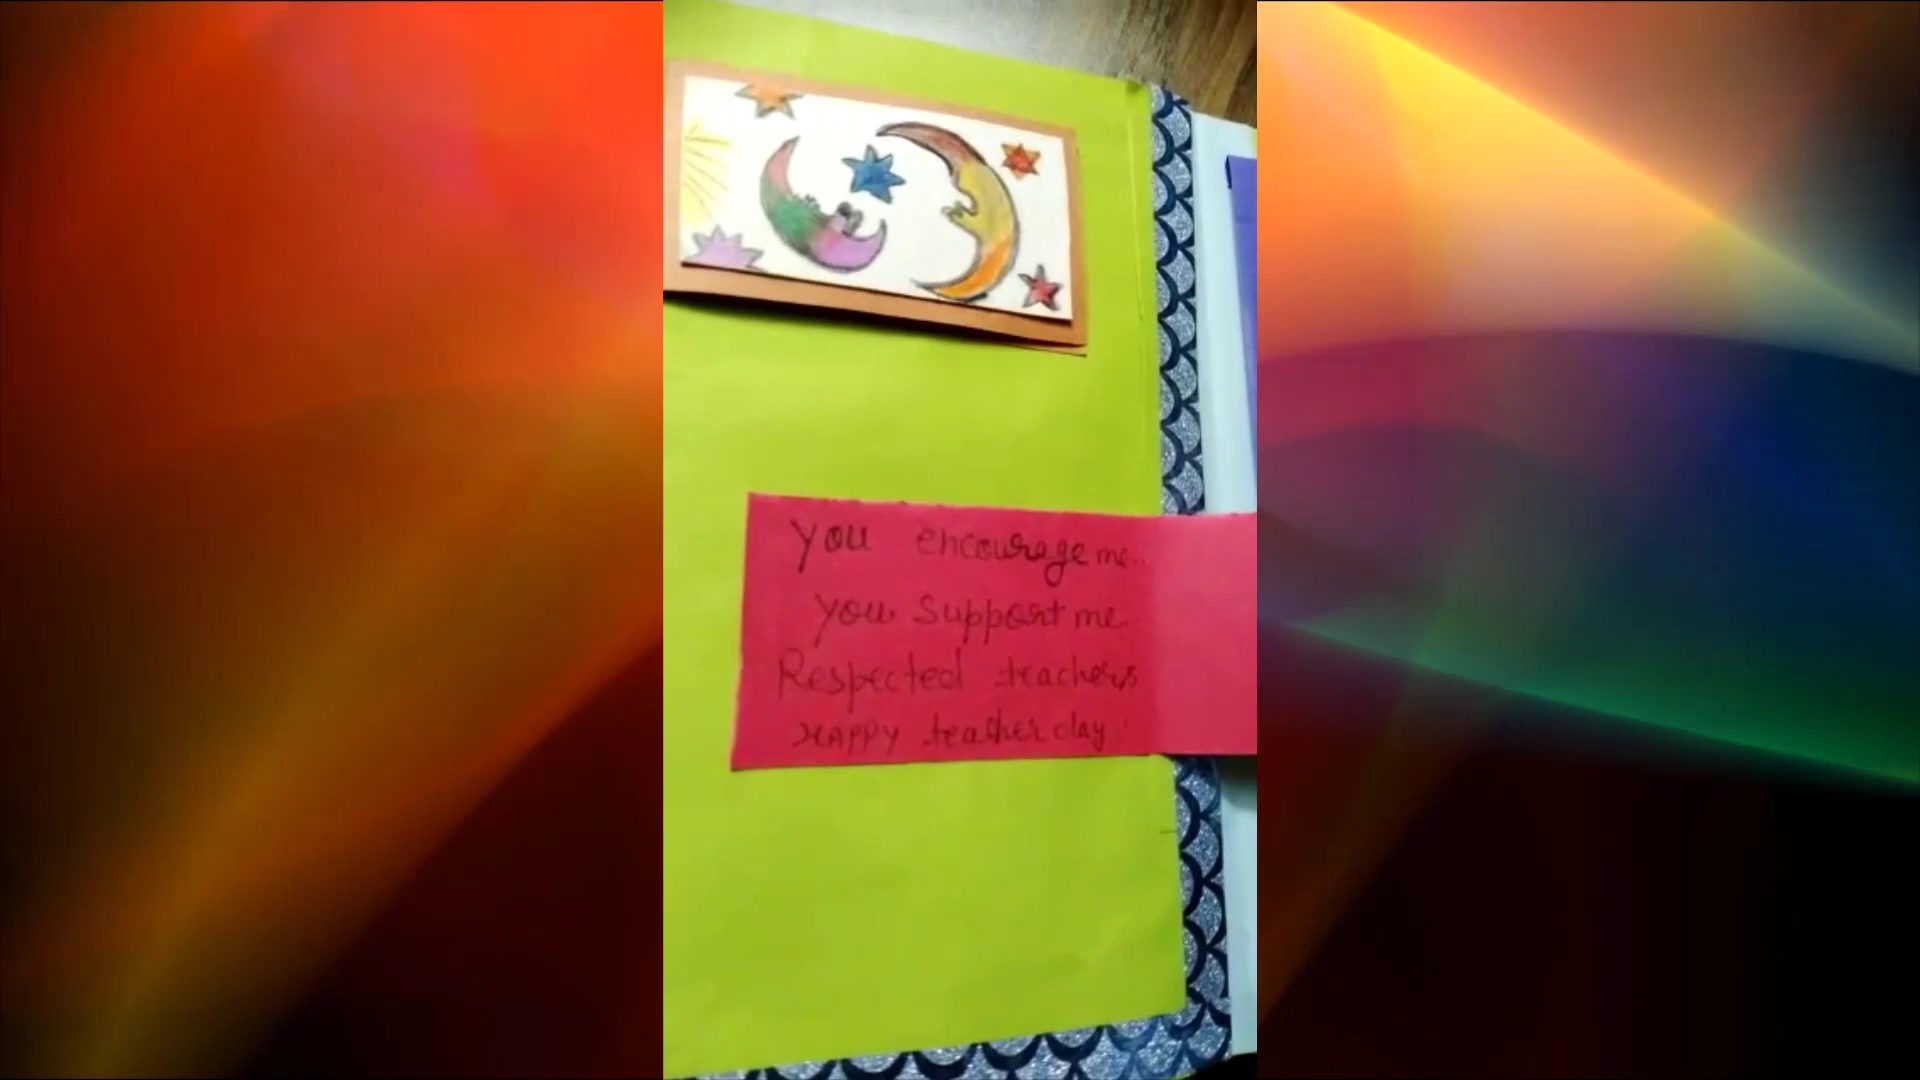 You encourage me...
you support me
Respected teachers
HAPPY teacher day!